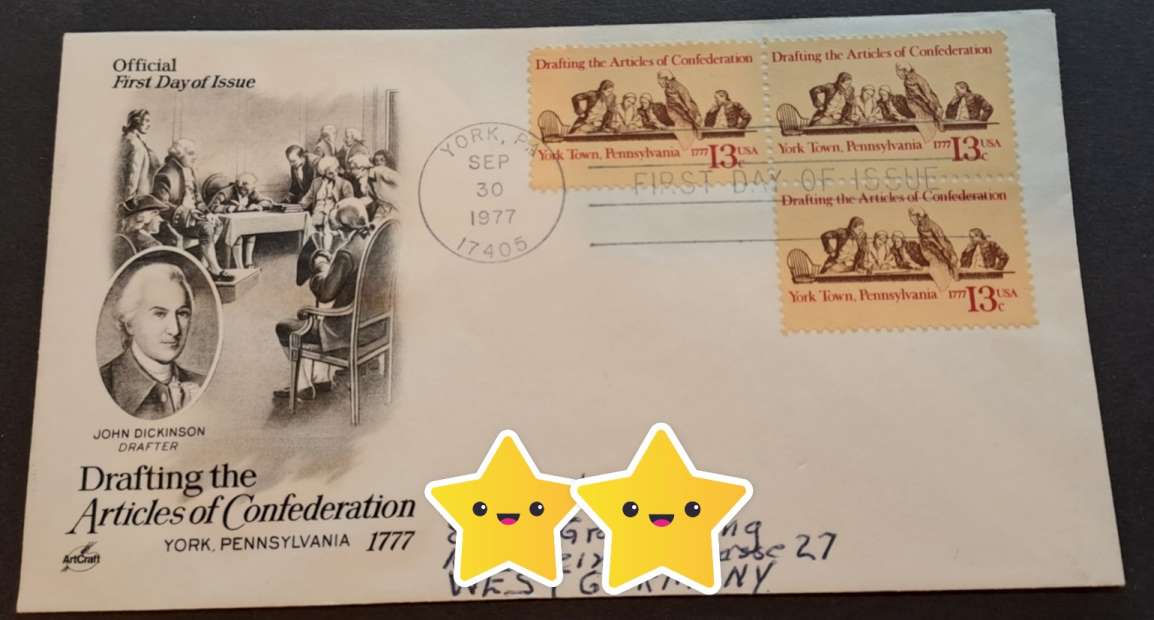 Official
First Day of Issue
JOHN DICKINSON
DRAFTER
Drafting the
Articles of Confederation
YORK, PENNSYLVANIA 1777
ArtCraft
YORK, PA
SEP
30
1977
17405
FIRST DAY OF ISSUE
Drafting the Articles of Confederation
York Town, Pennsylvania 1777 13c USA
Drafting the Articles of Confederation
York Town, Pennsylvania 1777 13c USA
Drafting the Articles of Confederation
York Town, Pennsylvania 1777 13c USA
27
WEST GERMANY